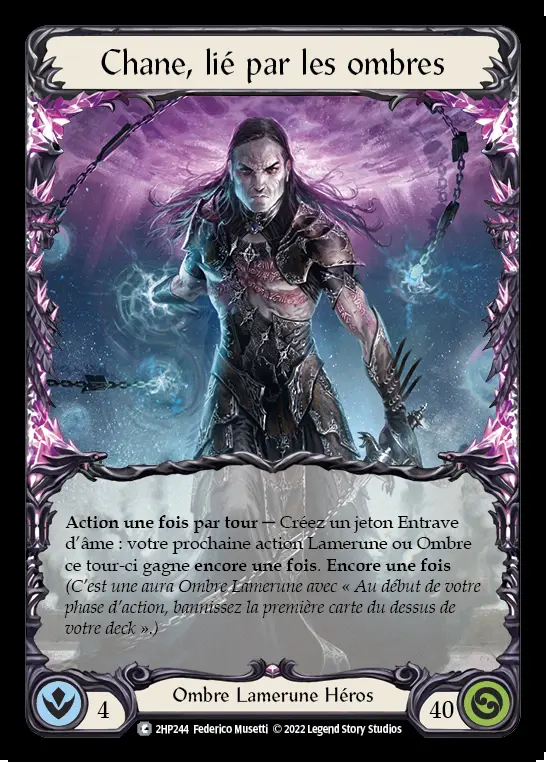 Chane, lié par les ombres
Action une fois par tour — Créez un jeton Entrave
d'âme : votre prochaine action Lamerune ou Ombre
ce tour-ci gagne encore une fois. Encore une fois
(C'est une aura Ombre Lamerune avec « Au début de votre
phase d'action, bannissez la première carte du dessus de
votre deck ».)
Ombre Lamerune Héros
4
40
C 2HP244 Federico Musetti © 2022 Legend Story Studios